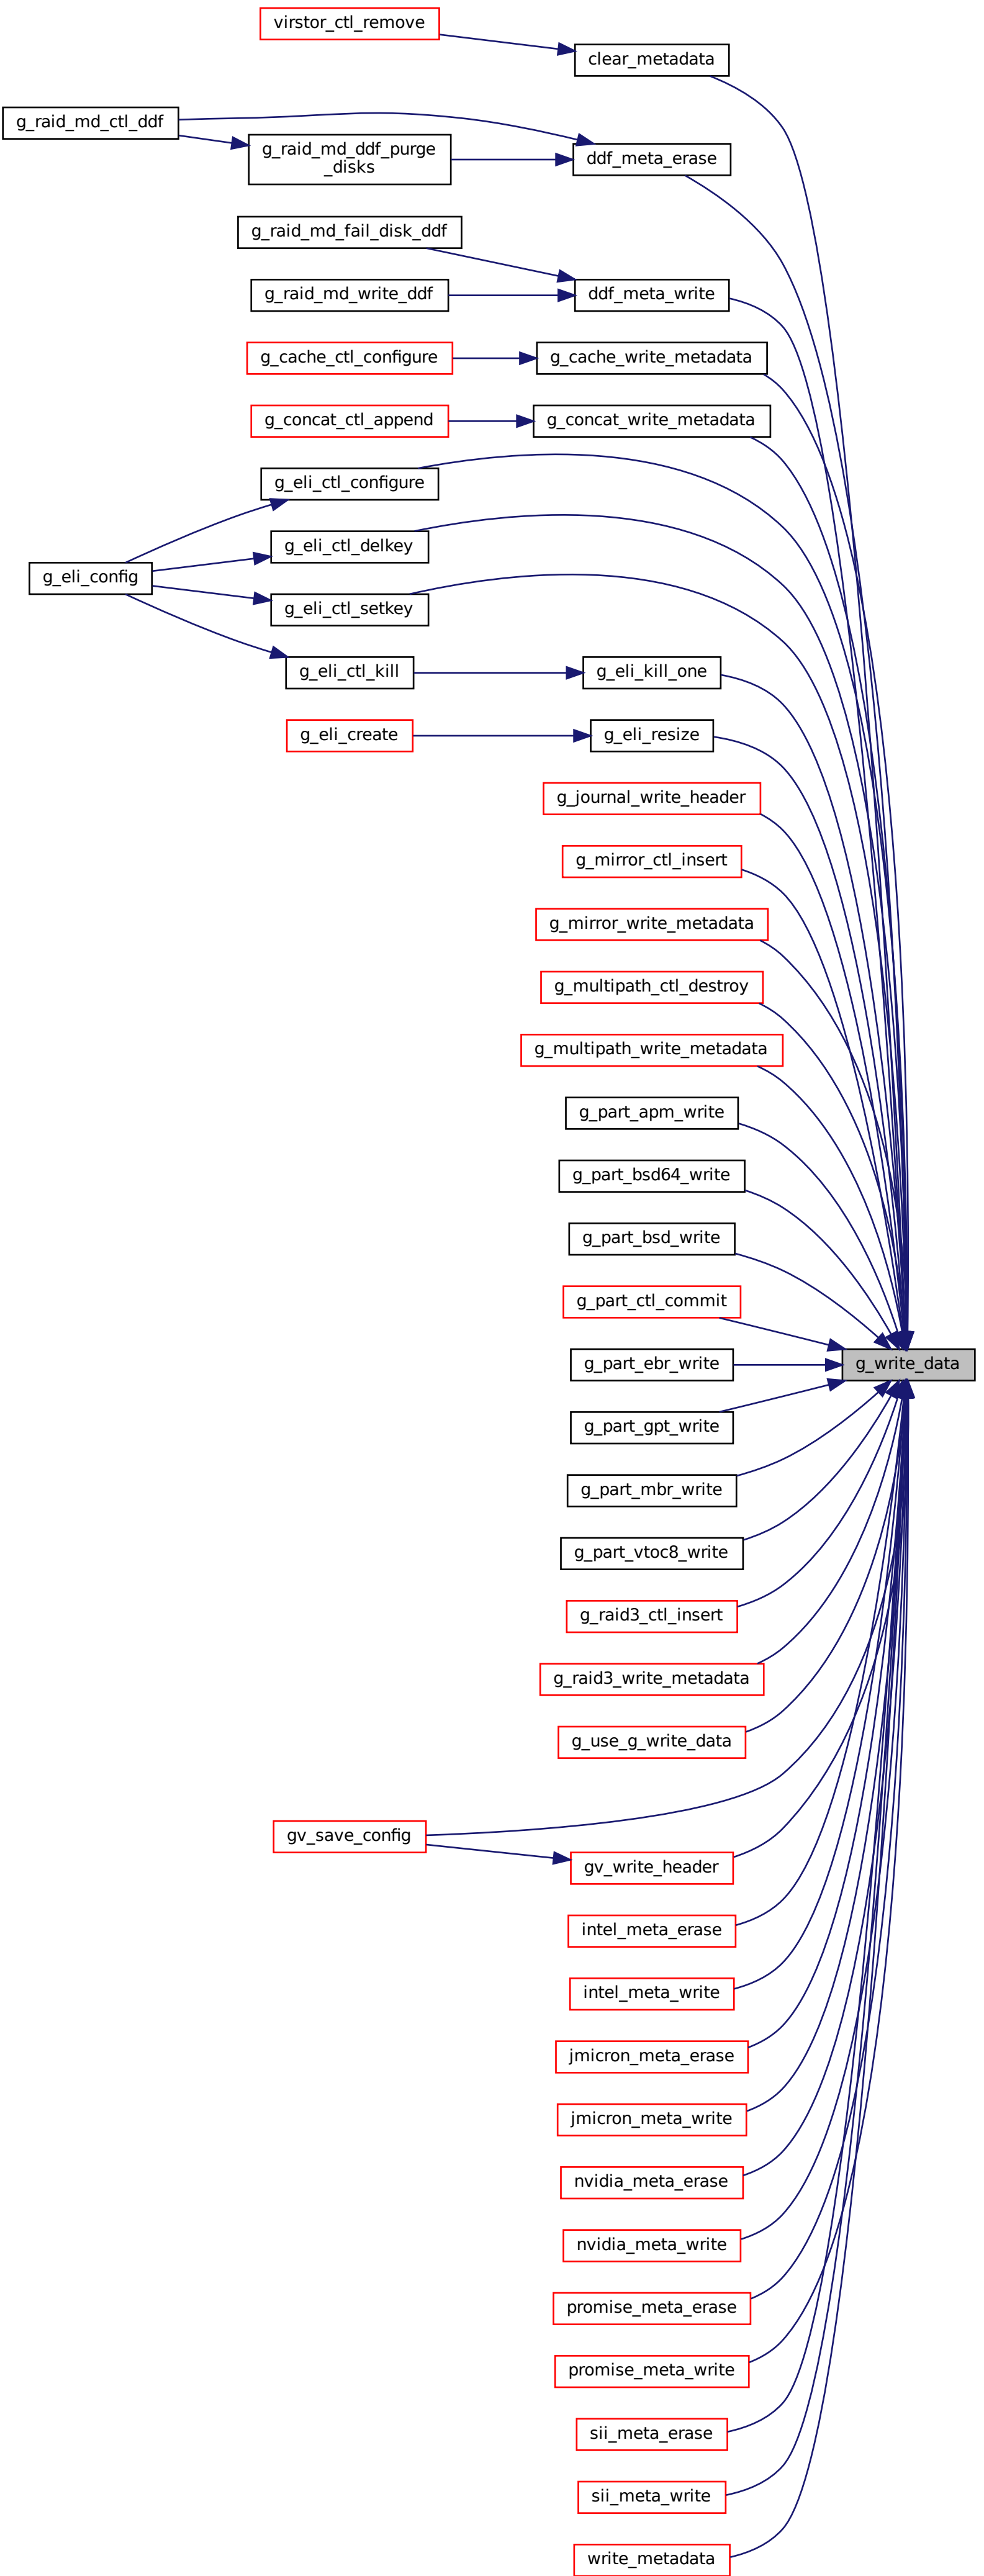 virstor_ctl_remove
clear_metadata
g_raid_md_ctl_ddf
g_raid_md_ddf_purge
_disks
ddf_meta_erase
g_raid_md_fail_disk_ddf
g_raid_md_write_ddf
ddf_meta_write
g_cache_ctl_configure
g_cache_write_metadata
g_concat_ctl_append
g_concat_write_metadata
g_eli_ctl_configure
g_eli_ctl_delkey
g_eli_config
g_eli_ctl_setkey
g_eli_ctl_kill
g_eli_kill_one
g_eli_create
g_eli_resize
g_journal_write_header
g_mirror_ctl_insert
g_mirror_write_metadata
g_multipath_ctl_destroy
g_multipath_write_metadata
g_part_apm_write
g_part_bsd64_write
g_part_bsd_write
g_part_ctl_commit
g_part_ebr_write
g_write_data
g_part_gpt_write
g_part_mbr_write
g_part_vtoc8_write
g_raid3_ctl_insert
g_raid3_write_metadata
g_use_g_write_data
gv_save_config
gv_write_header
intel_meta_erase
intel_meta_write
jmicron_meta_erase
jmicron_meta_write
nvidia_meta_erase
nvidia_meta_write
promise_meta_erase
promise_meta_write
sii_meta_erase
sii_meta_write
write_metadata